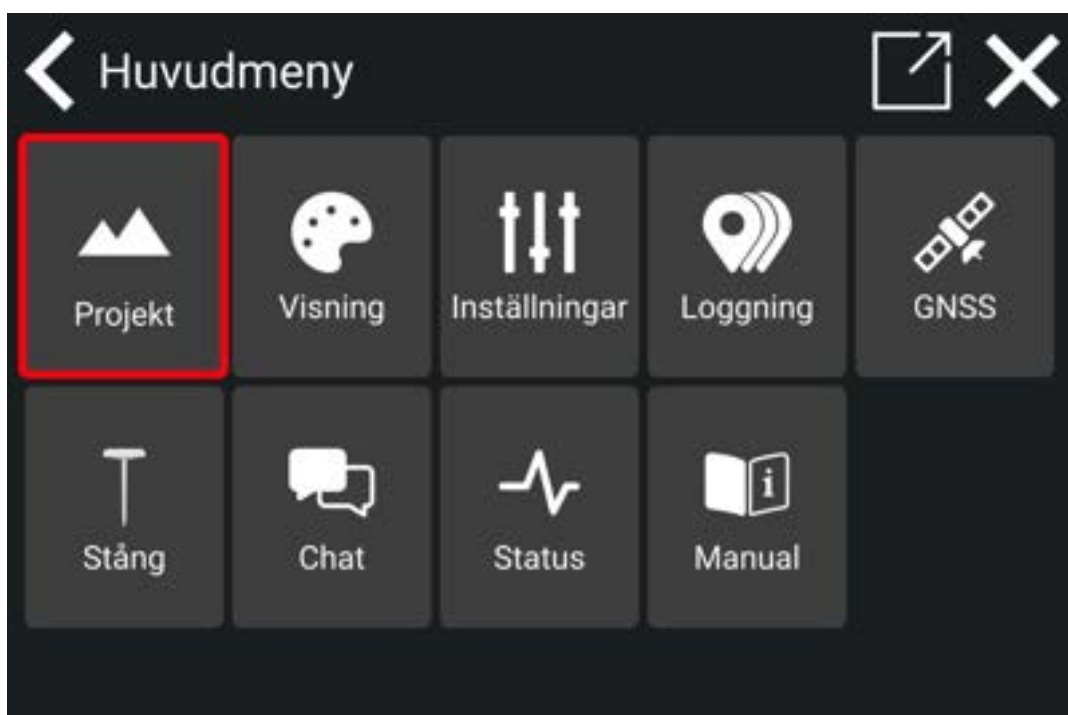 Huvudmeny
Projekt
Visning
Inställningar
Loggning
GNSS
Stång
Chat
Status
i
Manual